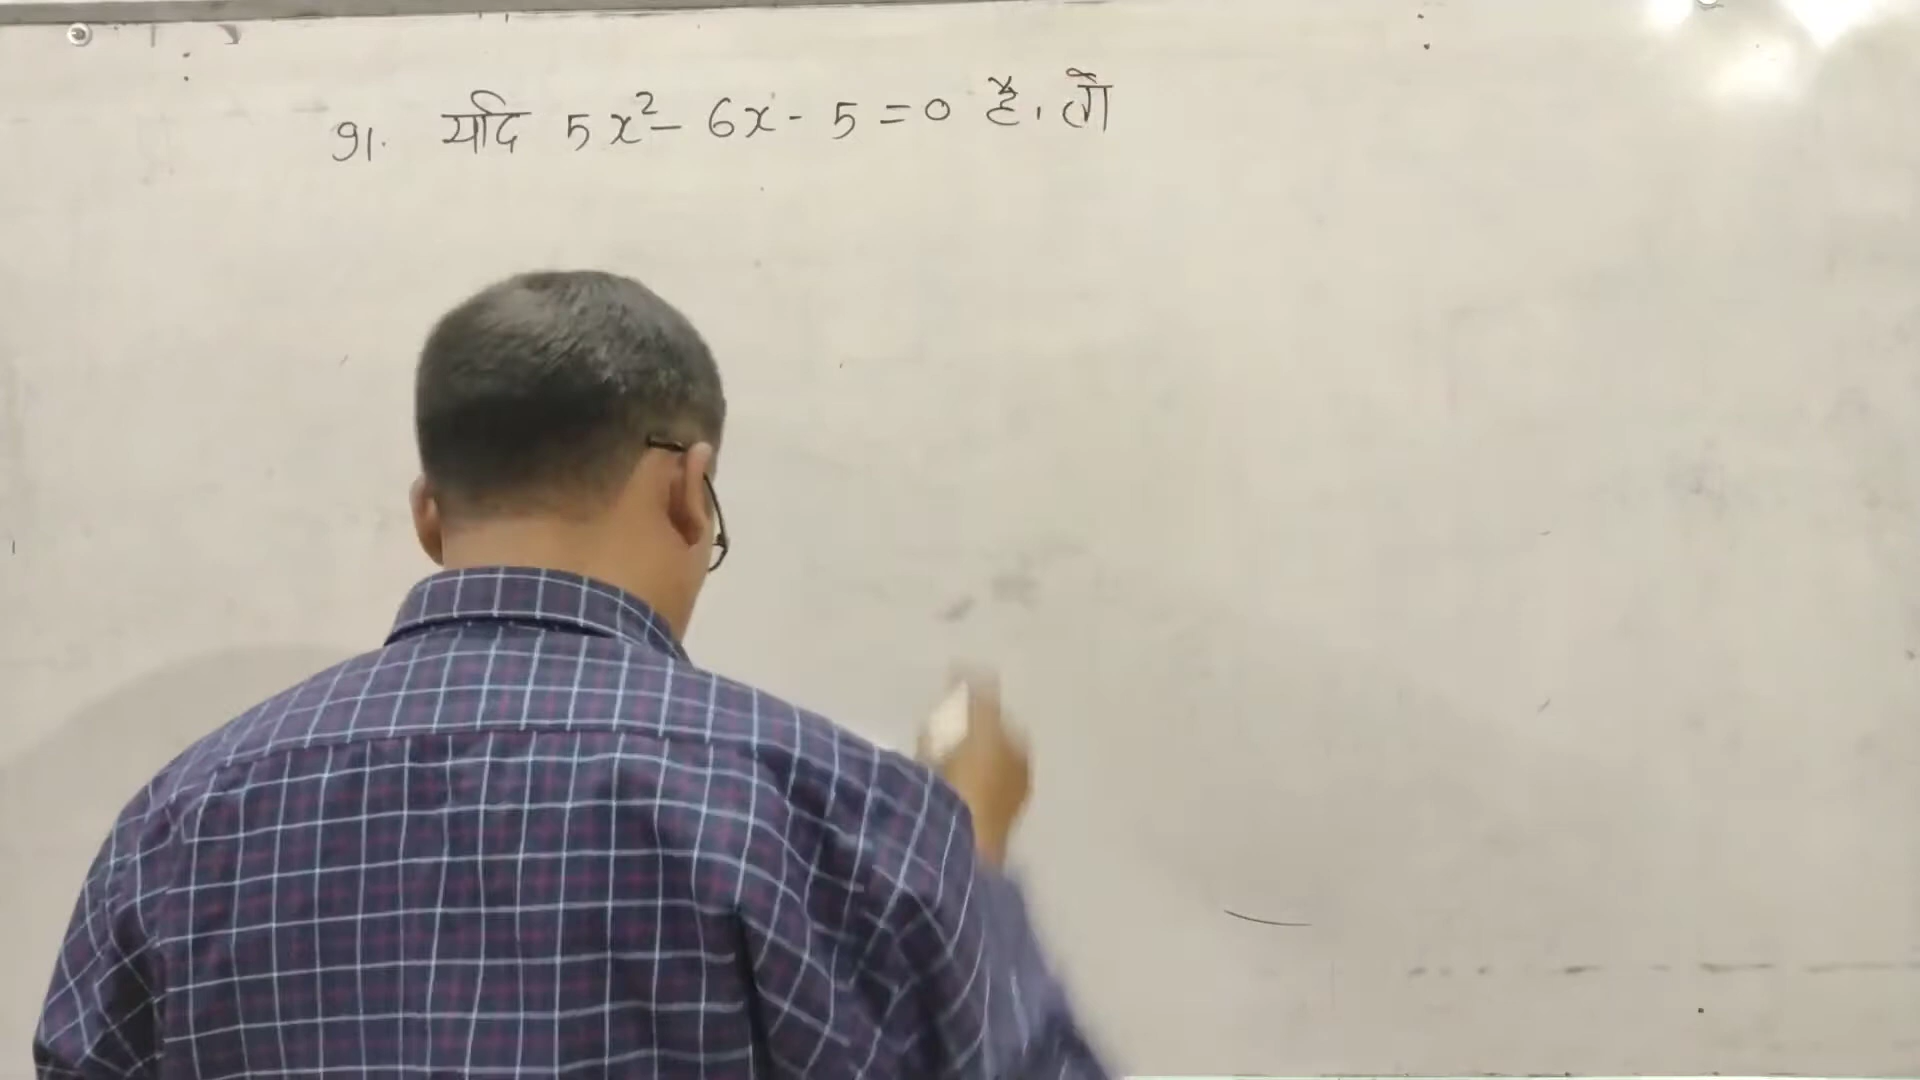 91. यदि 5x² - 6x - 5 = 0 है, तो